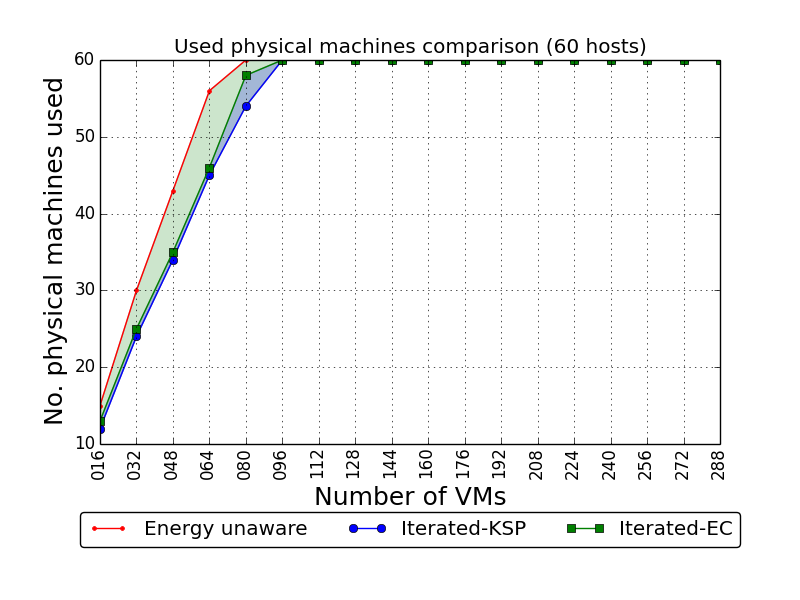 Used physical machines comparison (60 hosts)
No. physical machines used
60
50
40
30
20
10
016 032 048 064 080 096 112 128 144 160 176 192 208 224 240 256 272 288
Number of VMs
Energy unaware Iterated-KSP Iterated-EC